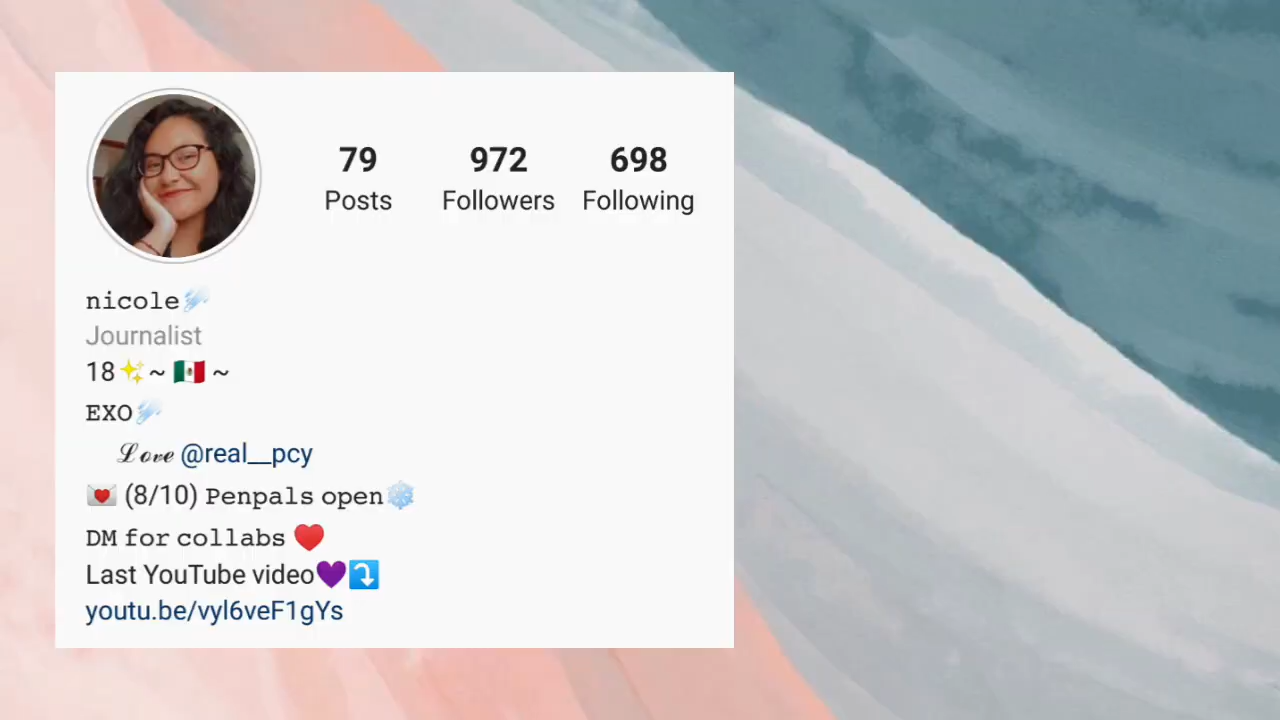 79 972 698
Posts Followers Following
nicole☄️
Journalist
18✨~ 🇲🇽 ~
EXO☄️
𝓛𝓸𝓿𝓮 @real__pcy
💌 (8/10) Penpals open❄️
DM for collabs ♥️
Last YouTube video💜⤵️
youtu.be/vyl6veF1gYs